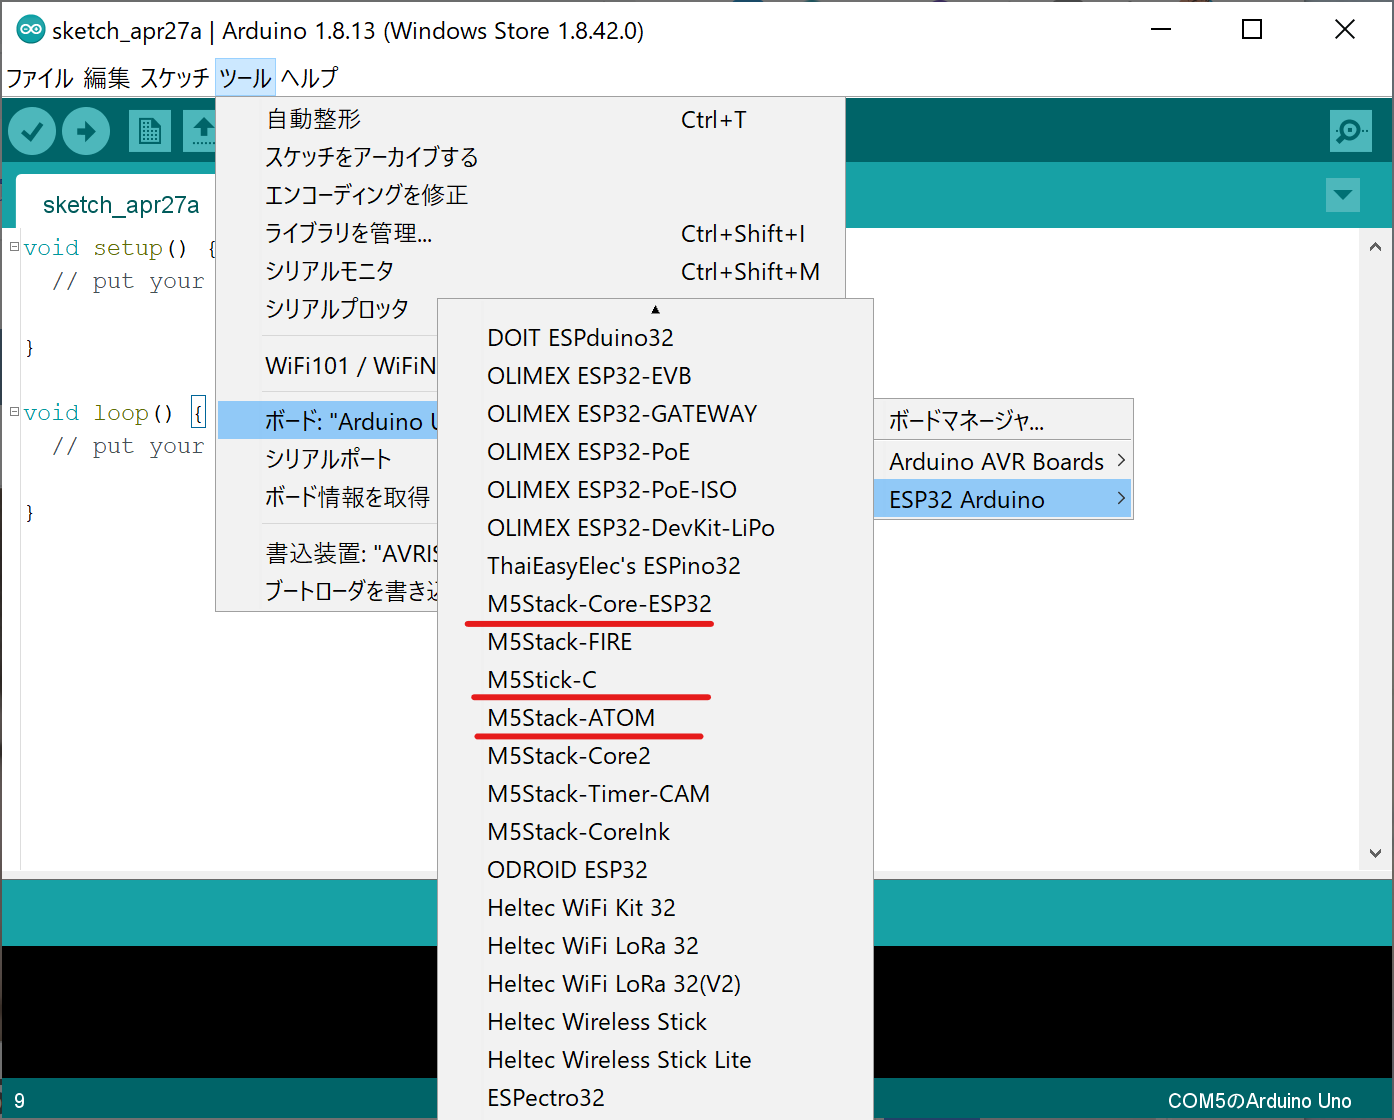 sketch_apr27a | Arduino 1.8.13 (Windows Store 1.8.42.0)
ファイル 編集 スケッチ ツール ヘルプ
sketch_apr27a
void setup() {
// put your
}
void loop() {
// put your
}
自動整形 Ctrl+T
スケッチをアーカイブする
エンコーディングを修正
ライブラリを管理... Ctrl+Shift+I
シリアルモニタ Ctrl+Shift+M
シリアルプロッタ
WiFi101 / WiFiN
ボード: "Arduino U
シリアルポート
ボード情報を取得
書込装置: "AVRIS
ブートローダを書き込
ボードマネージャ...
Arduino AVR Boards
ESP32 Arduino
DOIT ESPduino32
OLIMEX ESP32-EVB
OLIMEX ESP32-GATEWAY
OLIMEX ESP32-PoE
OLIMEX ESP32-PoE-ISO
OLIMEX ESP32-DevKit-LiPo
ThaiEasyElec's ESPino32
M5Stack-Core-ESP32
M5Stack-FIRE
M5Stick-C
M5Stack-ATOM
M5Stack-Core2
M5Stack-Timer-CAM
M5Stack-CoreInk
ODROID ESP32
Heltec WiFi Kit 32
Heltec WiFi LoRa 32
Heltec WiFi LoRa 32(V2)
Heltec Wireless Stick
Heltec Wireless Stick Lite
ESPectro32
9
COM5のArduino Uno